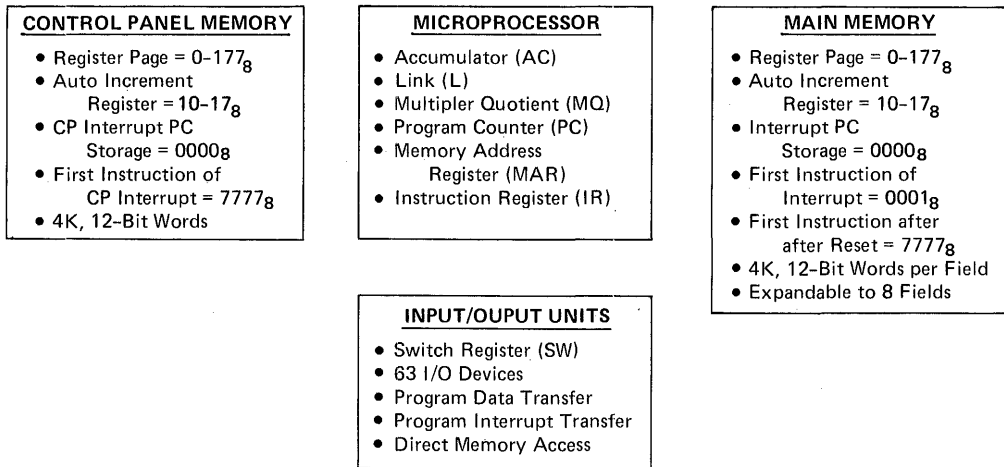 CONTROL PANEL MEMORY
• Register Page = 0-177₈
• Auto Increment
Register = 10-17₈
• CP Interrupt PC
Storage = 0000₈
• First Instruction of
CP Interrupt = 7777₈
• 4K, 12-Bit Words
MICROPROCESSOR
• Accumulator (AC)
• Link (L)
• Multipler Quotient (MQ)
• Program Counter (PC)
• Memory Address
Register (MAR)
• Instruction Register (IR)
MAIN MEMORY
• Register Page = 0-177₈
• Auto Increment
Register = 10-17₈
• Interrupt PC
Storage = 0000₈
• First Instruction of
Interrupt = 0001₈
• First Instruction after
after Reset = 7777₈
• 4K, 12-Bit Words per Field
• Expandable to 8 Fields
INPUT/OUPUT UNITS
• Switch Register (SW)
• 63 I/O Devices
• Program Data Transfer
• Program Interrupt Transfer
• Direct Memory Access